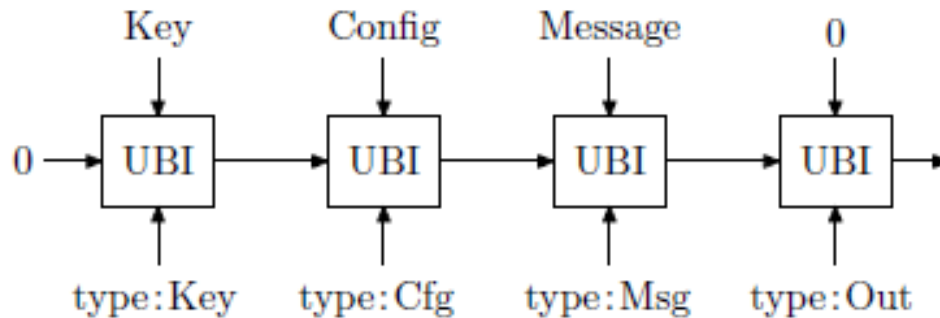 Key Config Message 0
0 UBI UBI UBI UBI
type:Key type:Cfg type:Msg type:Out